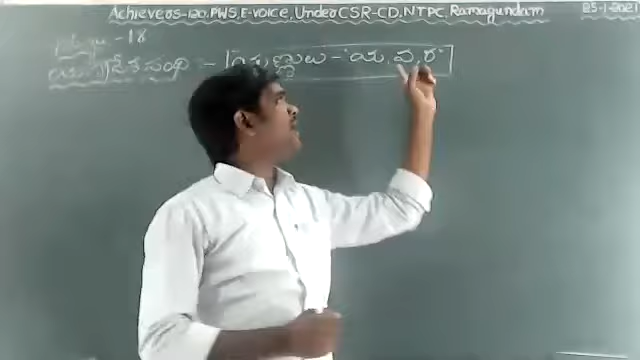 Achievers-120, PWS, E-VOICE, Under CSR-CD, NTPC, Ramagundam
25-1-2021
-18
యణాదేశ సంధి - యణ్ణులు - "య, వ, ర"